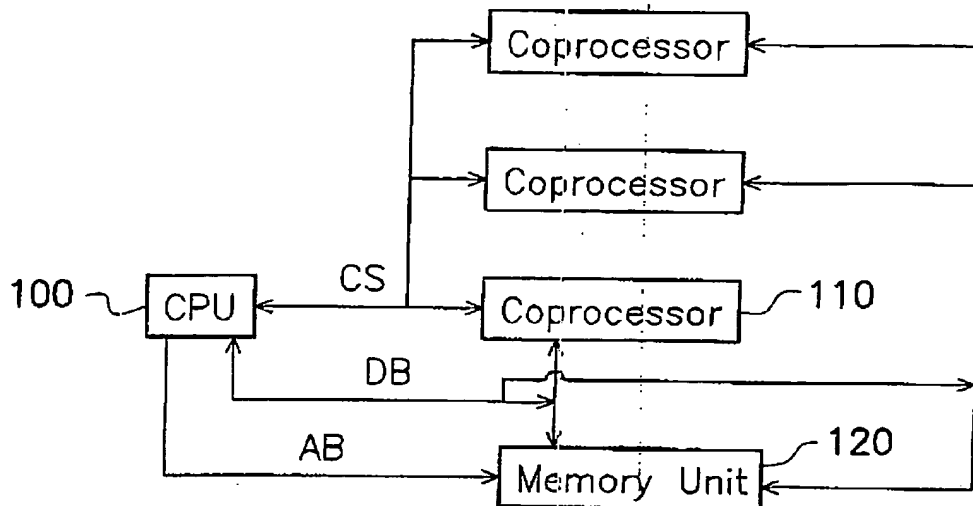 Coprocessor
Coprocessor
100
CPU
CS
Coprocessor
110
DB
AB
120
Memory Unit